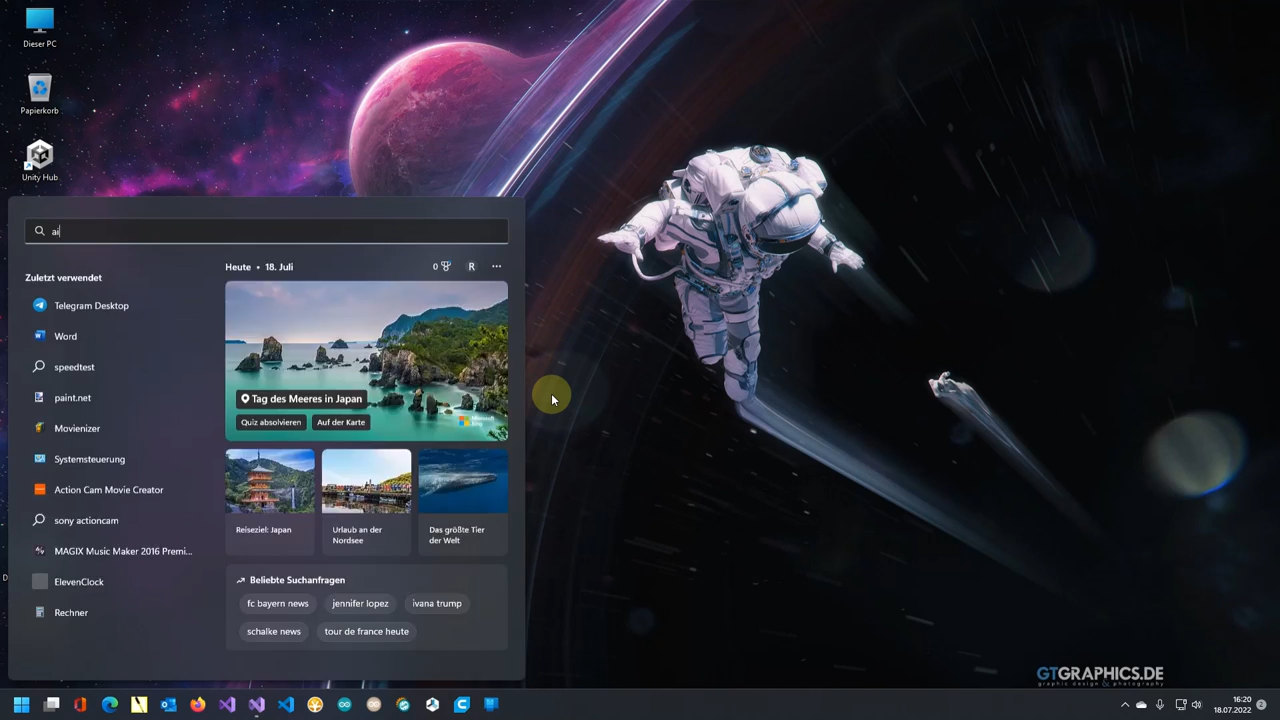 Dieser PC
Papierkorb
Unity Hub
ai
Zuletzt verwendet
Telegram Desktop
Word
speedtest
paint.net
Movienizer
Systemsteuerung
Action Cam Movie Creator
sony actioncam
MAGIX Music Maker 2016 Premi...
ElevenClock
Rechner
Heute • 18. Juli
0
R
Tag des Meeres in Japan
Quiz absolvieren
Auf der Karte
Microsoft
Bing
Reiseziel: Japan
Urlaub an der
Nordsee
Das größte Tier
der Welt
Beliebte Suchanfragen
fc bayern news
jennifer lopez
ivana trump
schalke news
tour de france heute
GTGRAPHICS.DE
graphic design & photography
16:20
18.07.2022
2